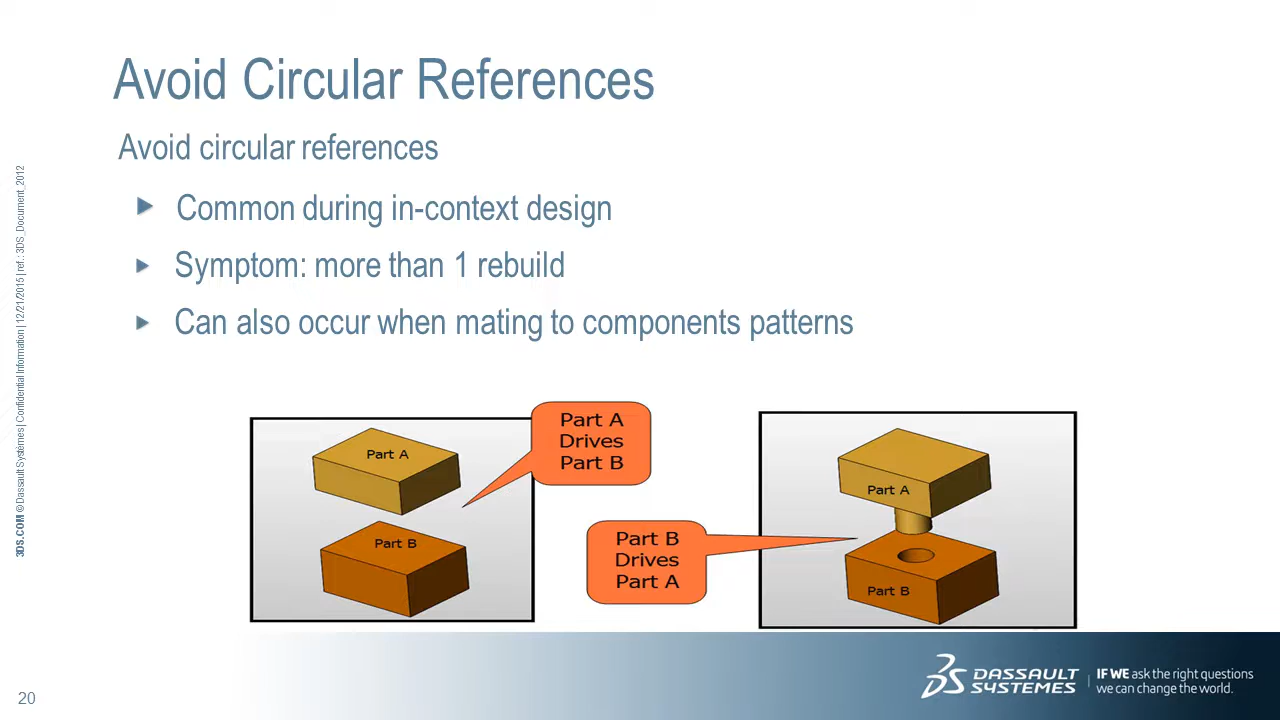 Avoid Circular References
Avoid circular references
Common during in-context design
Symptom: more than 1 rebuild
Can also occur when mating to components patterns
Part A
Drives
Part B
Part A
Part B
Part B
Drives
Part A
Part A
Part B
3DS.COM © Dassault Systèmes | Confidential Information | 12/21/2015 | ref.: 3DS_Document_2012
20
DASSAULT
SYSTEMES
IF WE ask the right questions
we can change the world.